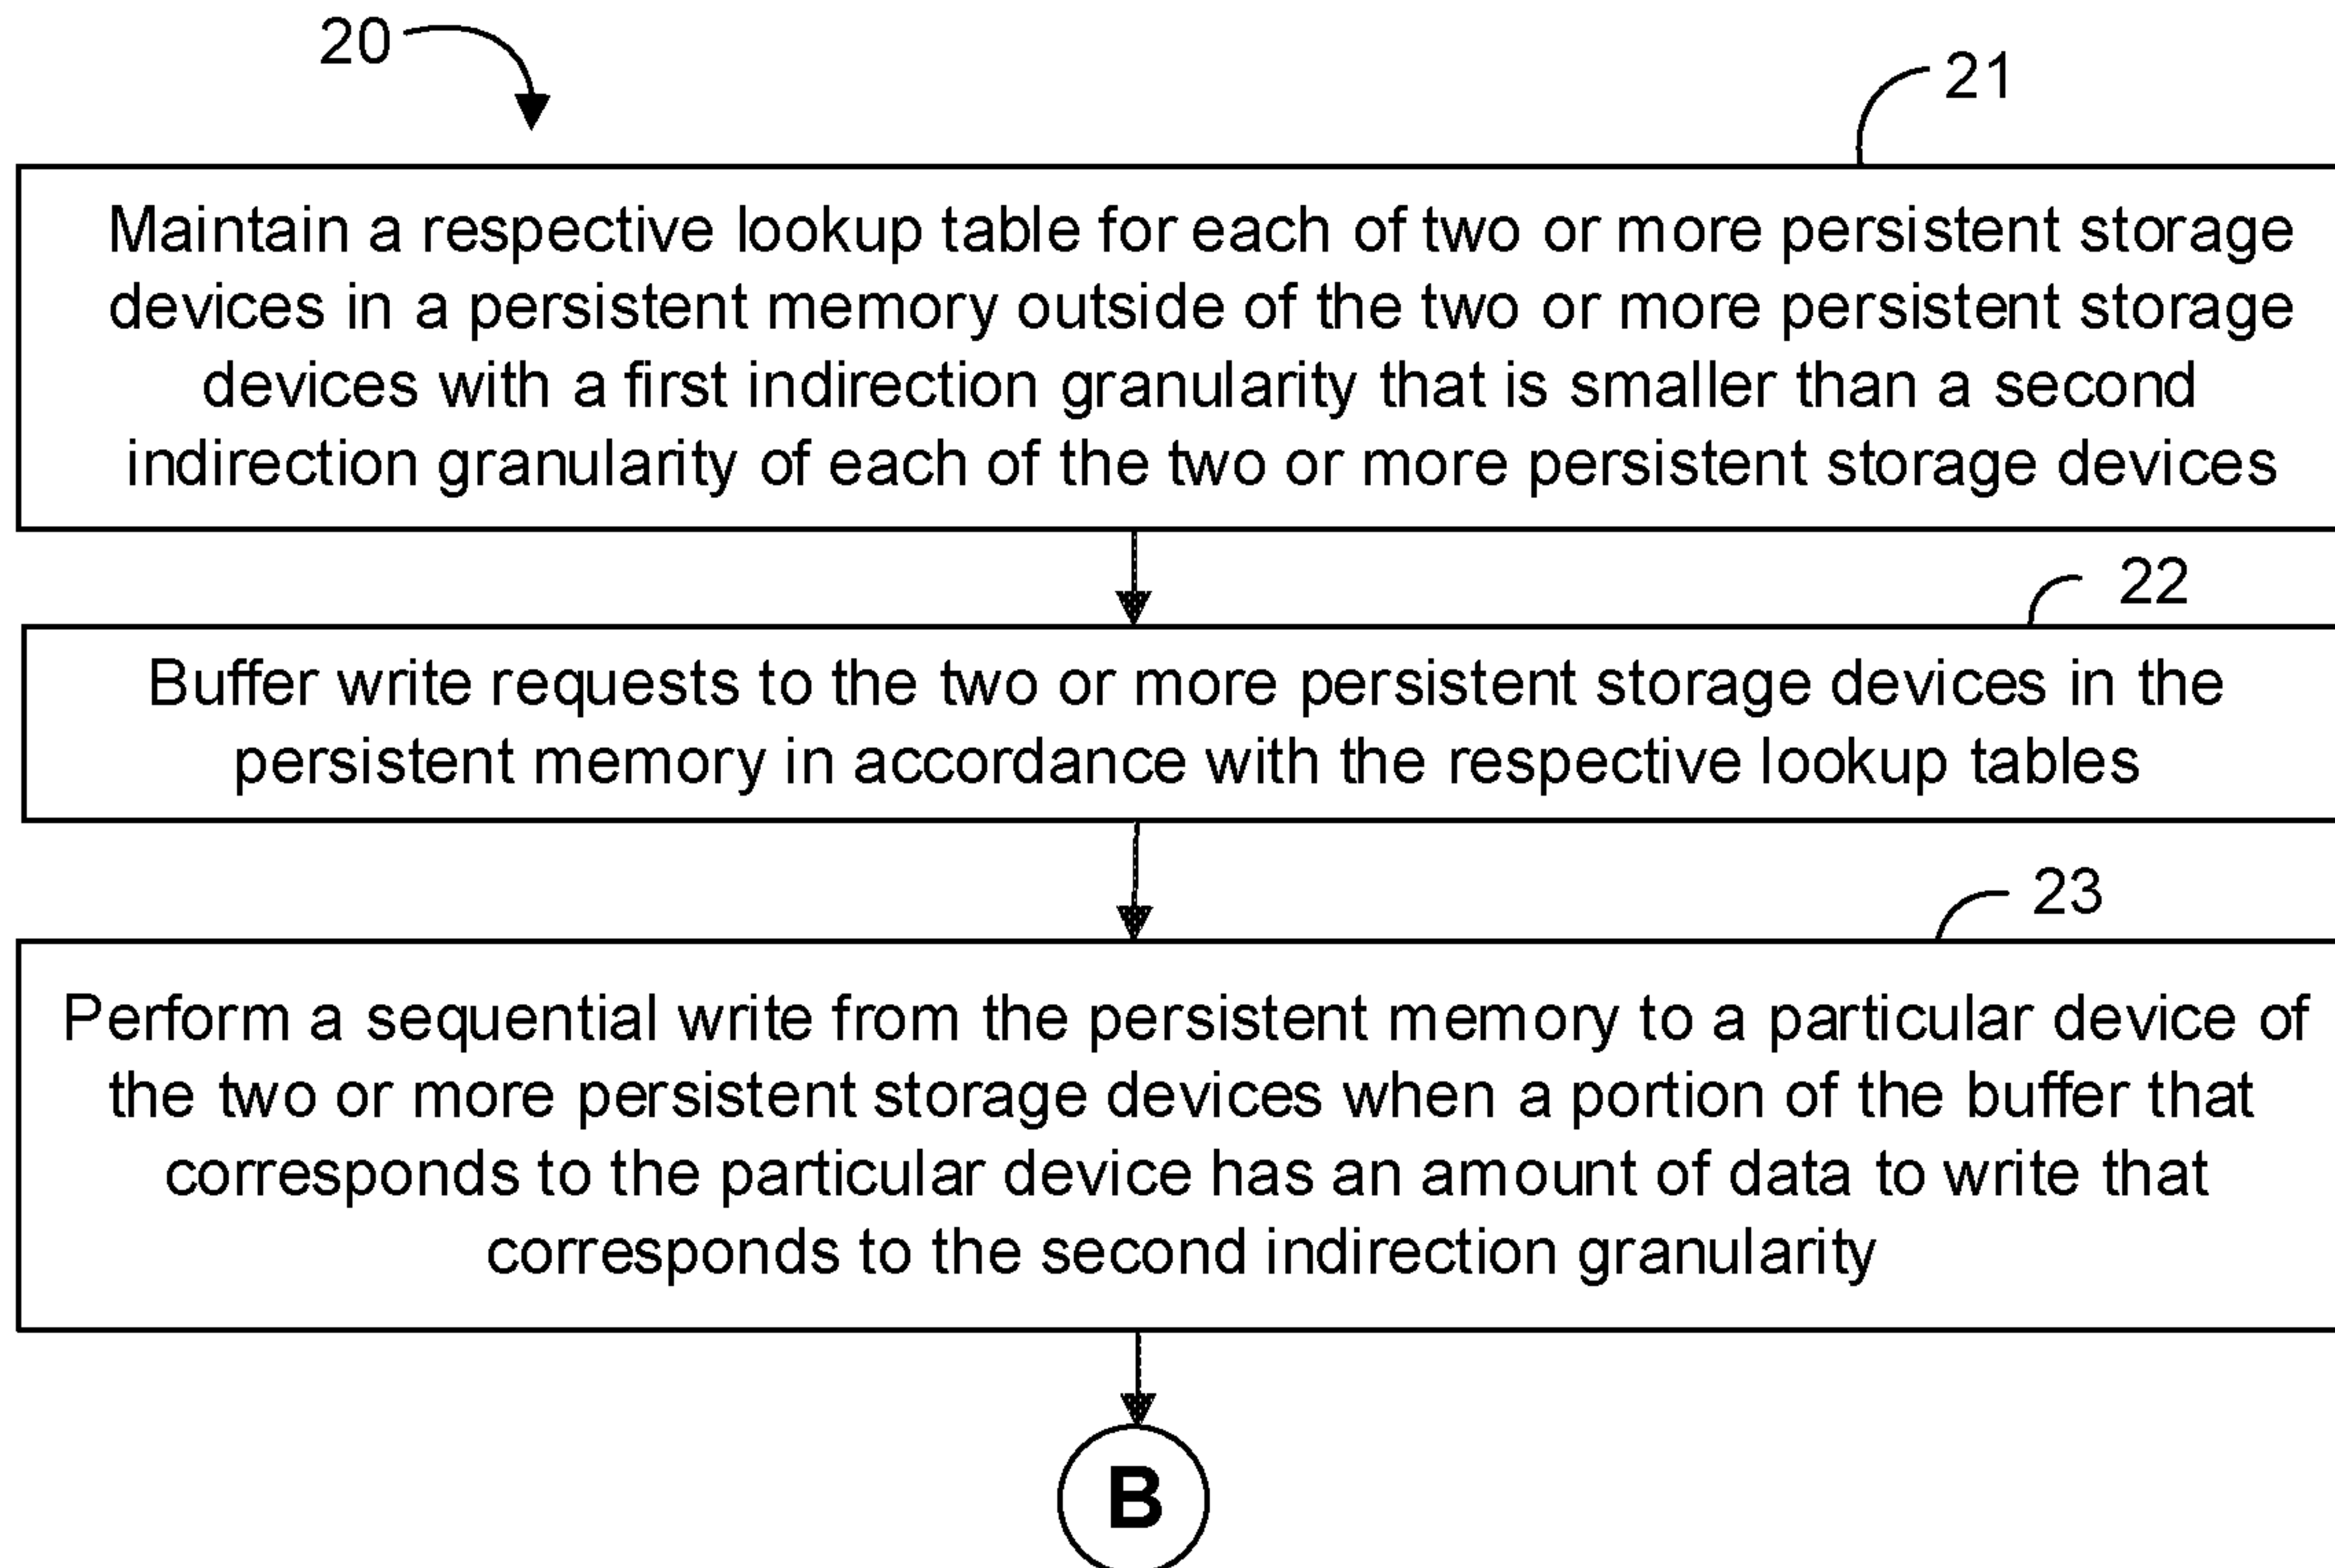 20
21
Maintain a respective lookup table for each of two or more persistent storage
devices in a persistent memory outside of the two or more persistent storage
devices with a first indirection granularity that is smaller than a second
indirection granularity of each of the two or more persistent storage devices
22
Buffer write requests to the two or more persistent storage devices in the
persistent memory in accordance with the respective lookup tables
23
Perform a sequential write from the persistent memory to a particular device of
the two or more persistent storage devices when a portion of the buffer that
corresponds to the particular device has an amount of data to write that
corresponds to the second indirection granularity
B